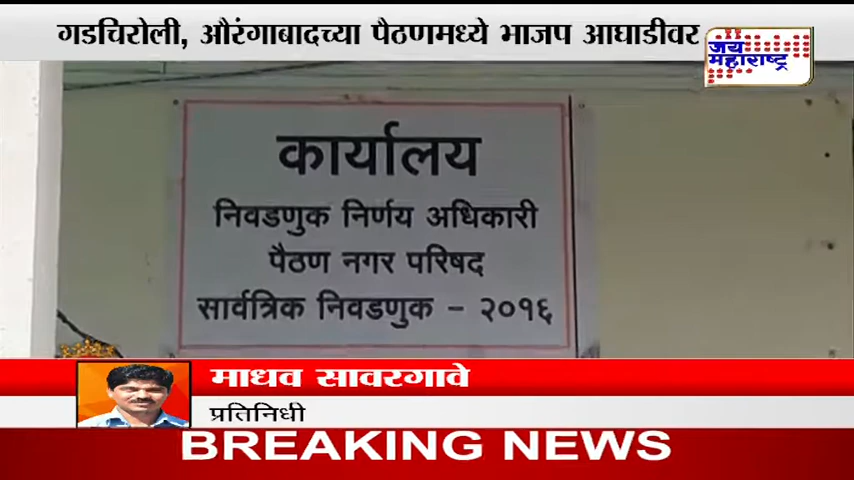 गडचिरोली, औरंगाबादच्या पैठणमध्ये भाजप आघाडीवर
जय
महाराष्ट्र
कार्यालय
निवडणुक निर्णय अधिकारी
पैठण नगर परिषद
सार्वत्रिक निवडणुक - २०१६
माधव सावरगावे
प्रतिनिधी
BREAKING NEWS